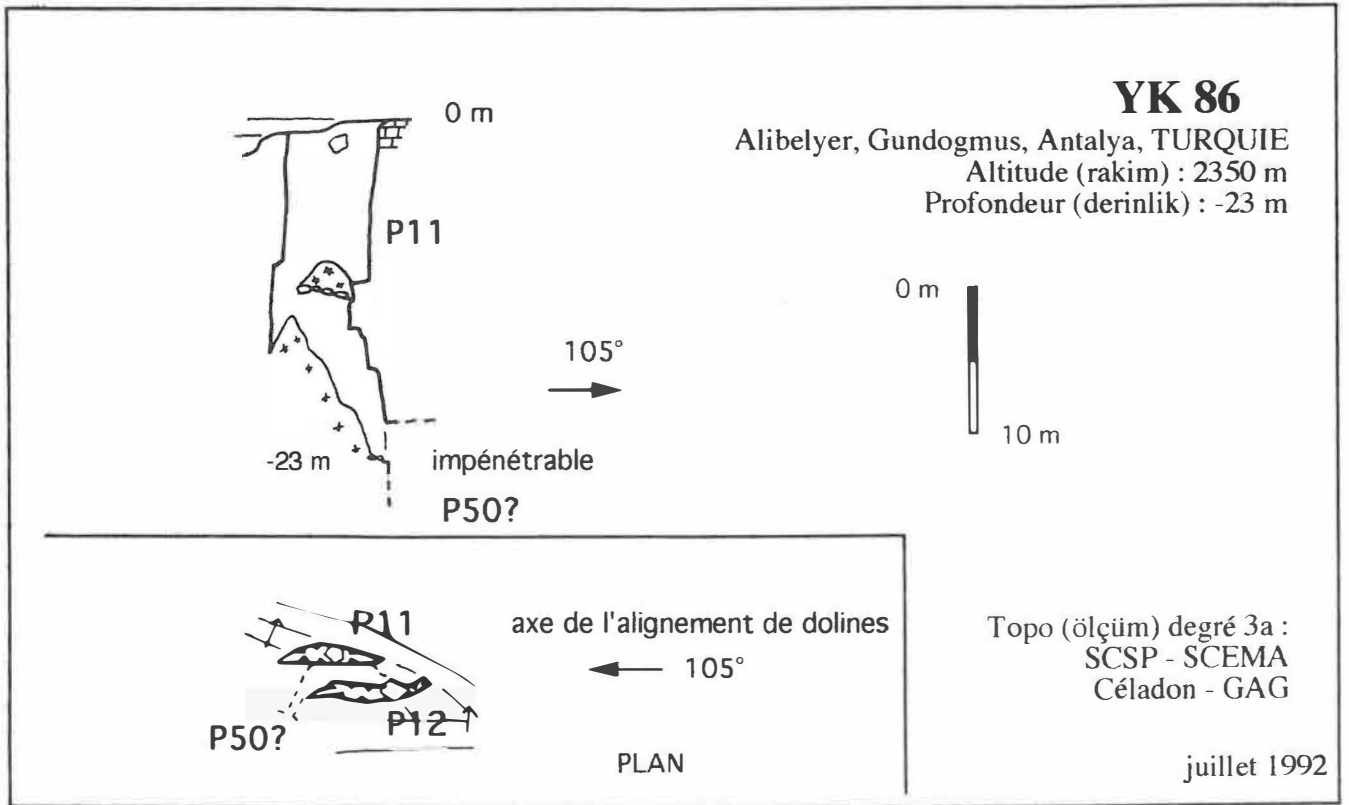 YK 86
Alibelyer, Gundogmus, Antalya, TURQUIE
Altitude (rakim) : 2350 m
Profondeur (derinlik) : -23 m
0 m
P11
0 m
10 m
105°
-23 m
impénétrable
P50?
P11
axe de l'alignement de dolines
105°
P50?
P12
PLAN
Topo (ölçüm) degré 3a :
SCSP - SCEMA
Céladon - GAG
juillet 1992